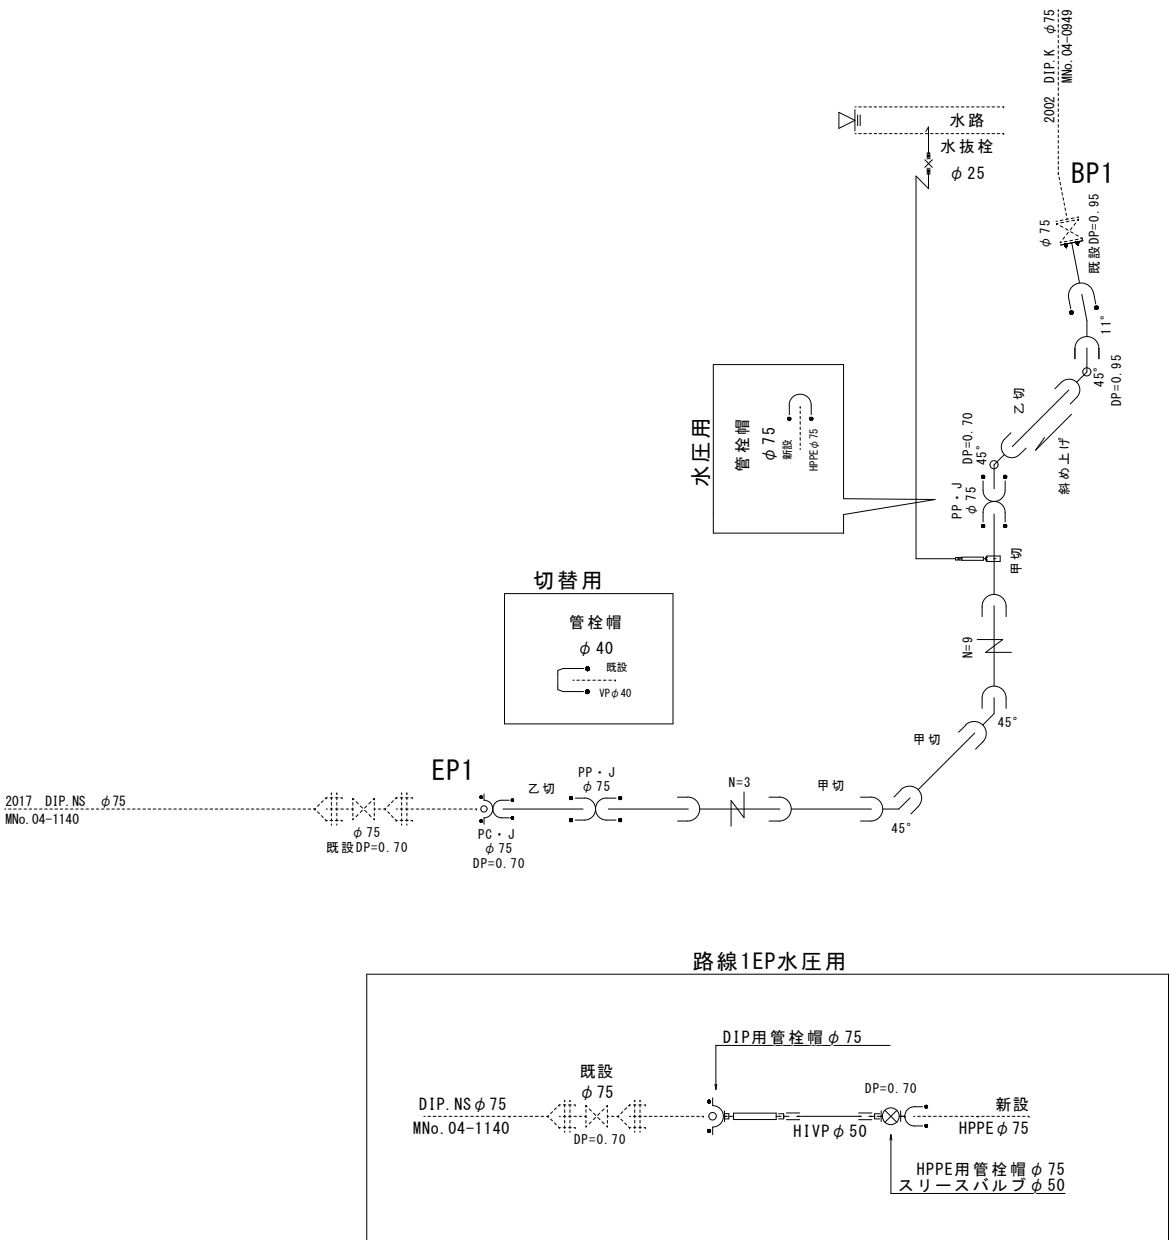 2002 DIP.K φ75
MNo. 04-0949
水路
水抜栓
φ25
BP1
φ75
既設DP=0.95
11°
45°
DP=0.95
乙切
斜め上げ
DP=0.70
45°
PP・J
φ75
水圧用
管栓帽
φ75
新設
HPPEφ75
甲切
切替用
管栓帽
φ40
既設
VPφ40
N=9
45°
甲切
EP1
2017 DIP.NS φ75
MNo. 04-1140
φ75
既設DP=0.70
PC・J
φ75
DP=0.70
乙切
PP・J
φ75
N=3
甲切
45°
路線1EP水圧用
DIP用管栓帽φ75
既設
φ75
DIP.NSφ75
MNo. 04-1140
DP=0.70
HIVPφ50
DP=0.70
新設
HPPEφ75
HPPE用管栓帽φ75
スリースバルブφ50